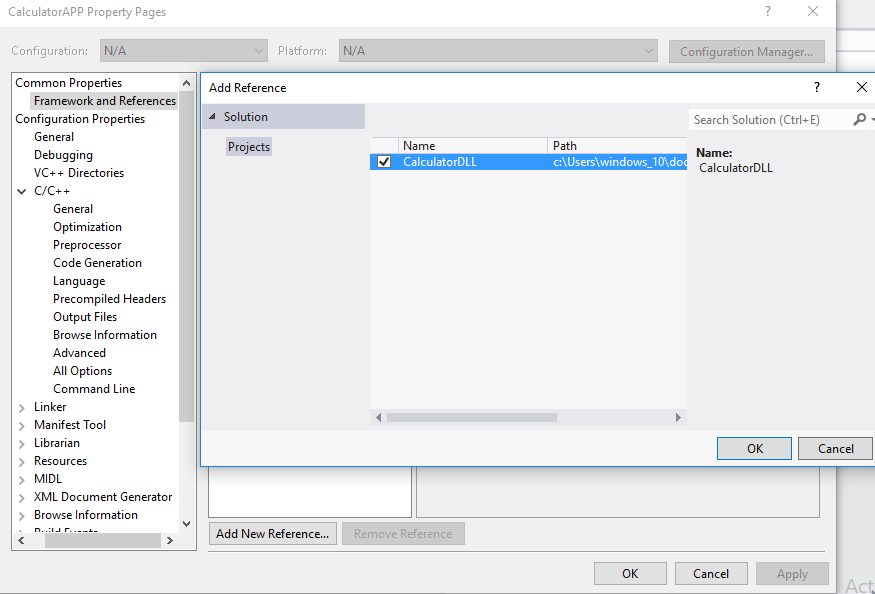 CalculatorAPP Property Pages
?
Configuration: N/A Platform: N/A Configuration Manager...
Common Properties
Framework and References
Configuration Properties
General
Debugging
VC++ Directories
C/C++
General
Optimization
Preprocessor
Code Generation
Language
Precompiled Headers
Output Files
Browse Information
Advanced
All Options
Command Line
Linker
Manifest Tool
Librarian
Resources
MIDL
XML Document Generator
Browse Information
Build Events
Add Reference ?
Solution
Projects
Search Solution (Ctrl+E)
Name Path
CalculatorDLL c:\Users\windows_10\doc
Name:
CalculatorDLL
OK Cancel
Add New Reference... Remove Reference
OK Cancel Apply
Act